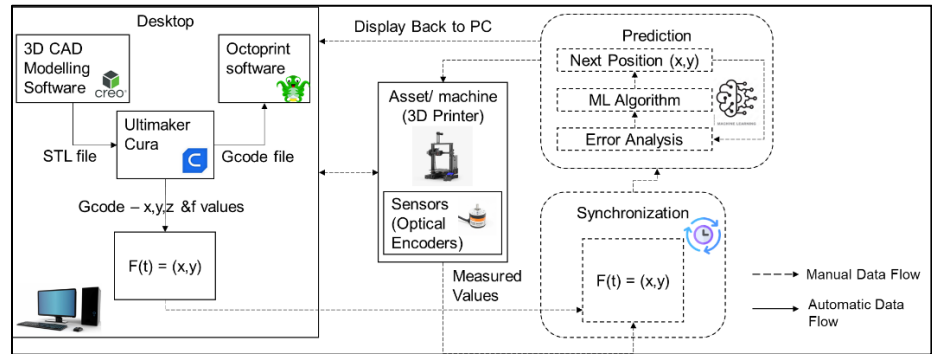 Desktop
3D CAD
Modelling
Software
creo
Octoprint
software
Ultimaker
Cura
STL file
Gcode file
Gcode – x,y,z &f values
F(t) = (x,y)
Display Back to PC
Asset/ machine
(3D Printer)
Sensors
(Optical
Encoders)
Measured
Values
Prediction
Next Position (x,y)
ML Algorithm
Error Analysis
MACHINE LEARNING
Synchronization
F(t) = (x,y)
Manual Data Flow
Automatic Data
Flow